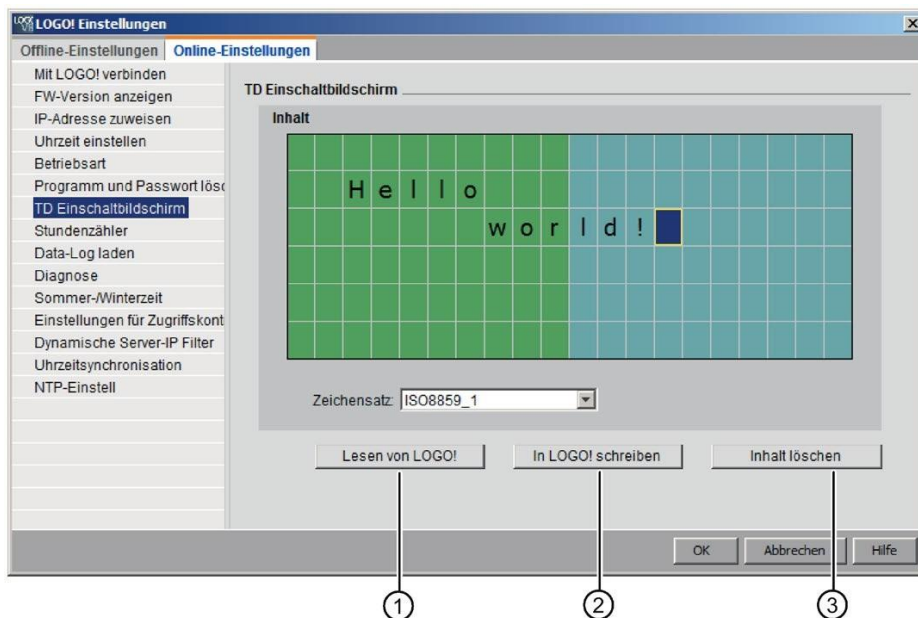 LOGO! Einstellungen
Offline-Einstellungen Online-Einstellungen
Mit LOGO! verbinden
FW-Version anzeigen
IP-Adresse zuweisen
Uhrzeit einstellen
Betriebsart
Programm und Passwort lösc
TD Einschaltbildschirm
Stundenzähler
Data-Log laden
Diagnose
Sommer-/Winterzeit
Einstellungen für Zugriffskont
Dynamische Server-IP Filter
Uhrzeitsynchronisation
NTP-Einstell
TD Einschaltbildschirm
Inhalt
Hello
world!
Zeichensatz: ISO8859_1
Lesen von LOGO! In LOGO! schreiben Inhalt löschen
OK Abbrechen Hilfe
1 2 3